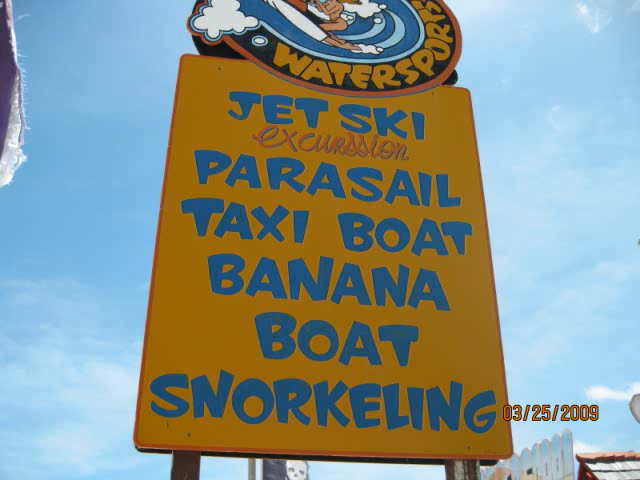 WATERSPORTS
JET SKI
excurssion
PARASAIL
TAXI BOAT
BANANA
BOAT
SNORKELING
03/25/2009